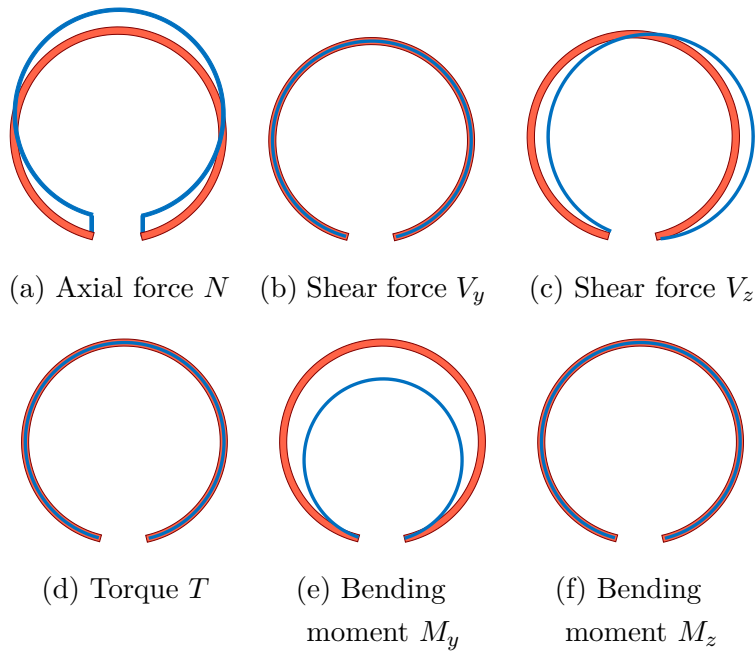 (a) Axial force N
(b) Shear force V_y
(c) Shear force V_z
(d) Torque T
(e) Bending
moment M_y
(f) Bending
moment M_z